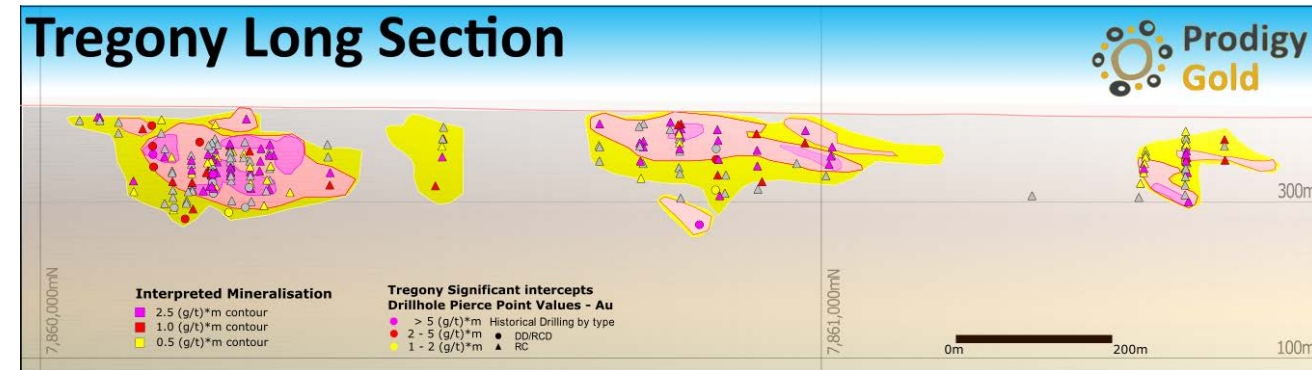 Tregony Long Section
Prodigy
Gold
300m
7,860,000mN
7,861,000mN
Interpreted Mineralisation
2.5 (g/t)*m contour
1.0 (g/t)*m contour
0.5 (g/t)*m contour
Tregony Significant intercepts
Drillhole Pierce Point Values - Au
> 5 (g/t)*m Historical Drilling by type
2 - 5 (g/t)*m DD/RCD
1 - 2 (g/t)*m RC
0m 200m
100m